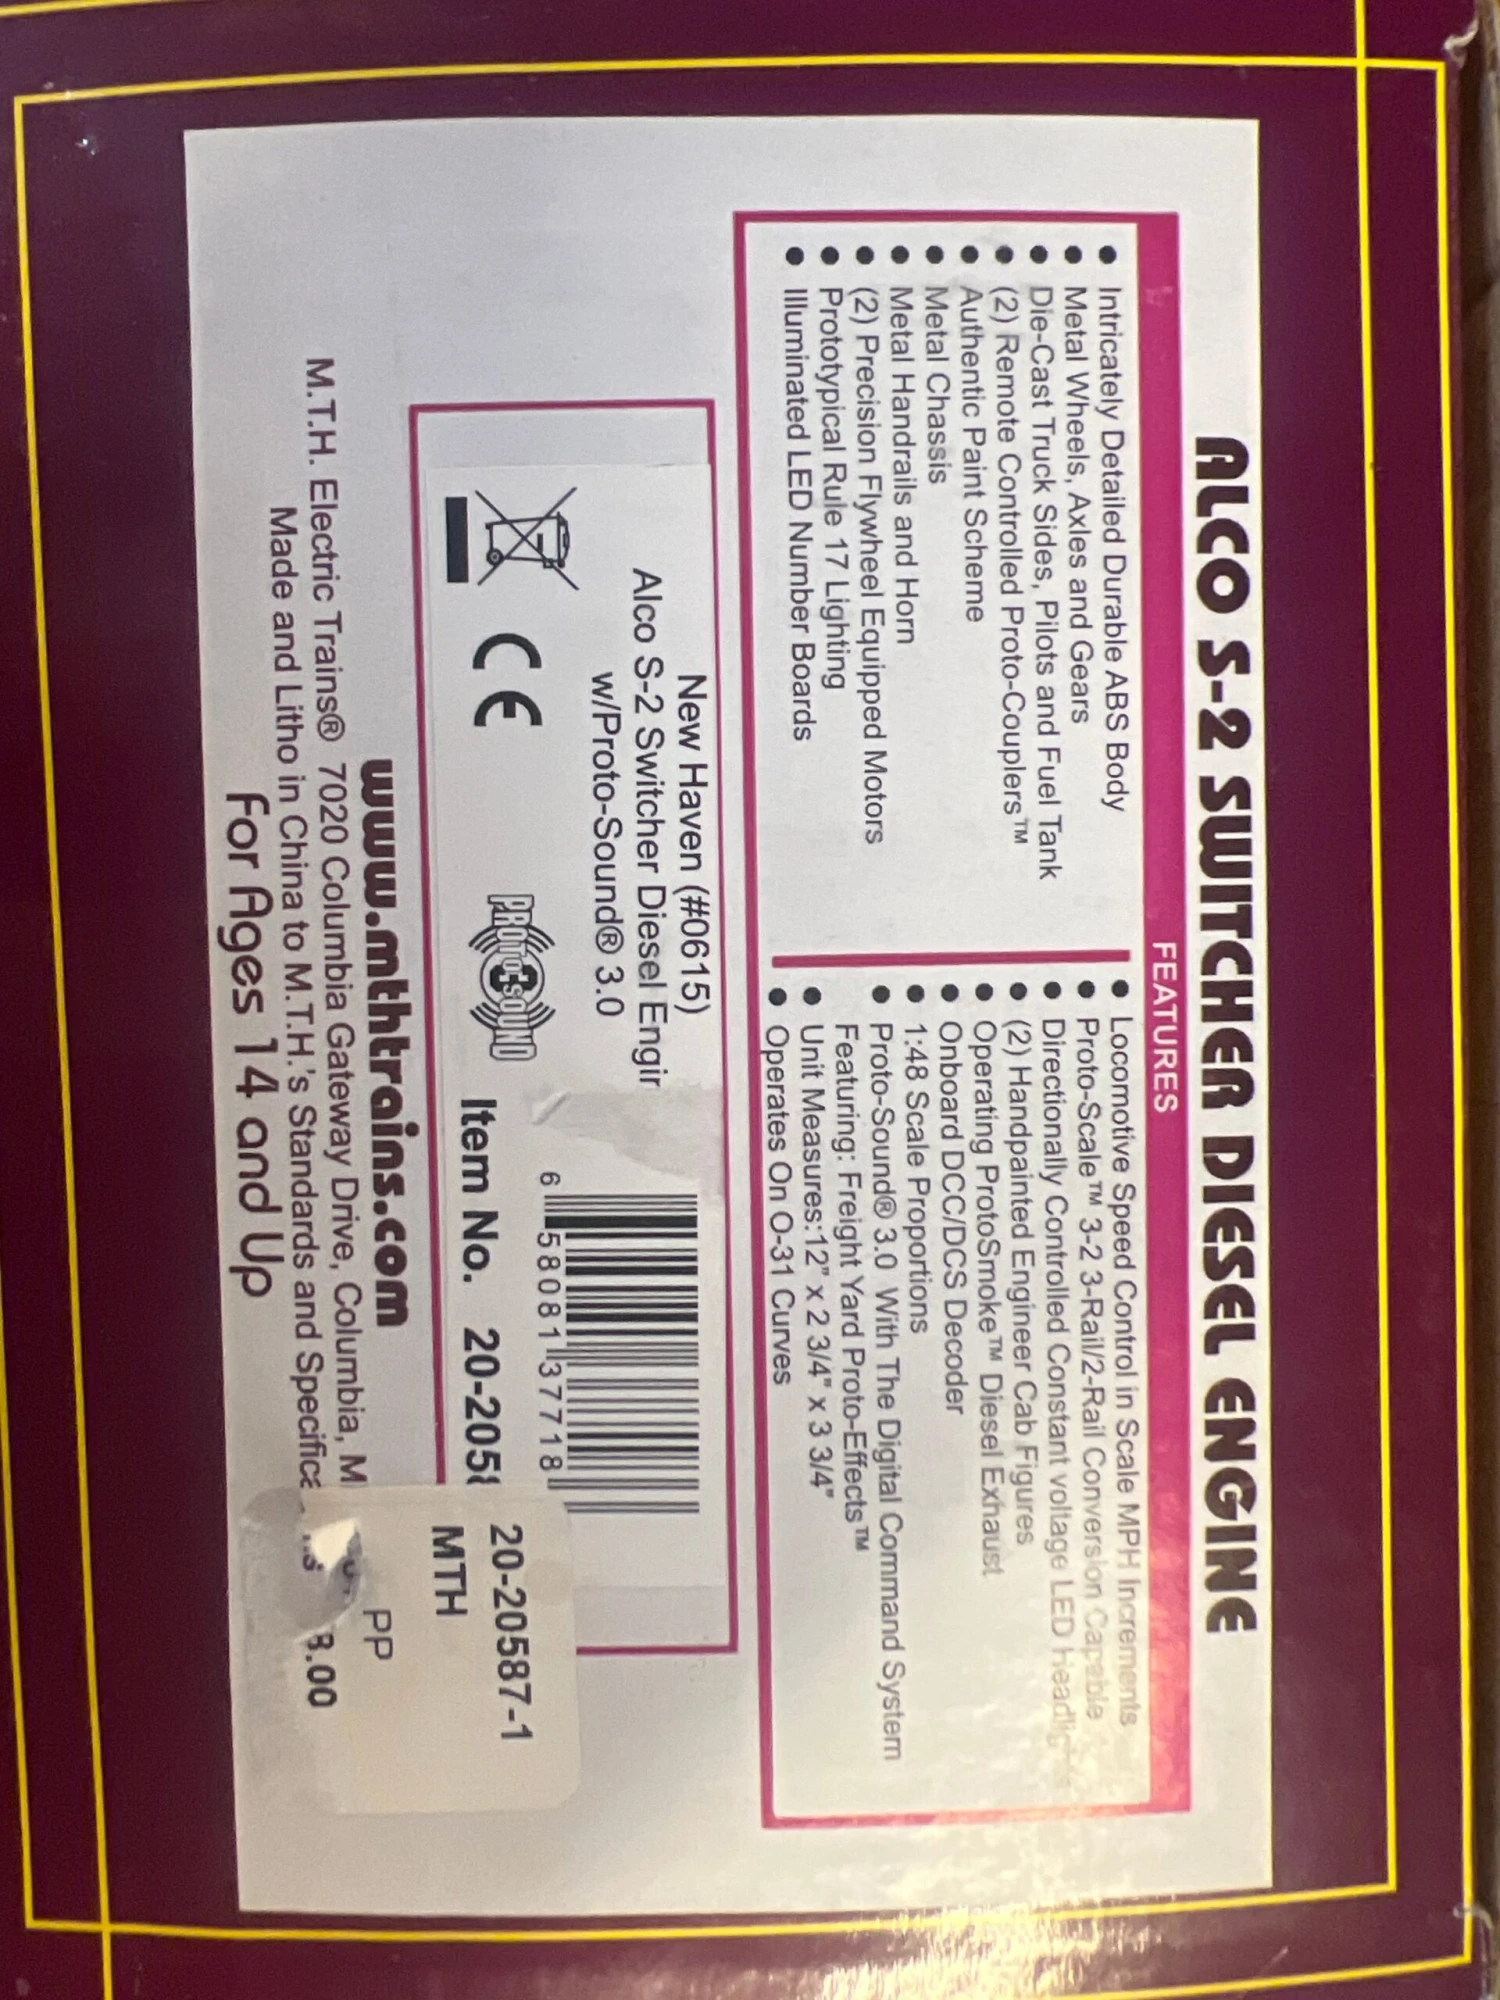 ALCO S-2 SWITCHER DIESEL ENGINE
FEATURES
• Intricately Detailed Durable ABS Body
• Metal Wheels, Axles and Gears
• Die-Cast Truck Sides, Pilots and Fuel Tank
• (2) Remote Controlled Proto-Couplers™
• Authentic Paint Scheme
• Metal Chassis
• Metal Handrails and Horn
• (2) Precision Flywheel Equipped Motors
• Prototypical Rule 17 Lighting
• Illuminated LED Number Boards
• Locomotive Speed Control in Scale MPH Increments
• Proto-Scale™ 3-2 3-Rail/2-Rail Conversion Capable
• Directionally Controlled Constant voltage LED
• (2) Handpainted Engineer Cab Figures
• Operating ProtoSmoke™ Diesel Exhaust
• Onboard DCC/DCS Decoder
• 1:48 Scale Proportions
• Proto-Sound® 3.0 With The Digital Command System
Featuring: Freight Yard Proto-Effects™
• Unit Measures:12" x 2 3/4" x 3 3/4"
• Operates On O-31 Curves
New Haven (#0615)
Alco S-2 Switcher Diesel Engin
w/Proto-Sound® 3.0
6 58081 37718
CE
PROTO SOUND
Item No. 20-2058
20-20587-1
MTH
PP
8.00
www.mthtrains.com
M.T.H. Electric Trains® 7020 Columbia Gateway Drive, Columbia, M
Made and Litho in China to M.T.H.'s Standards and Specifica
For Ages 14 and Up